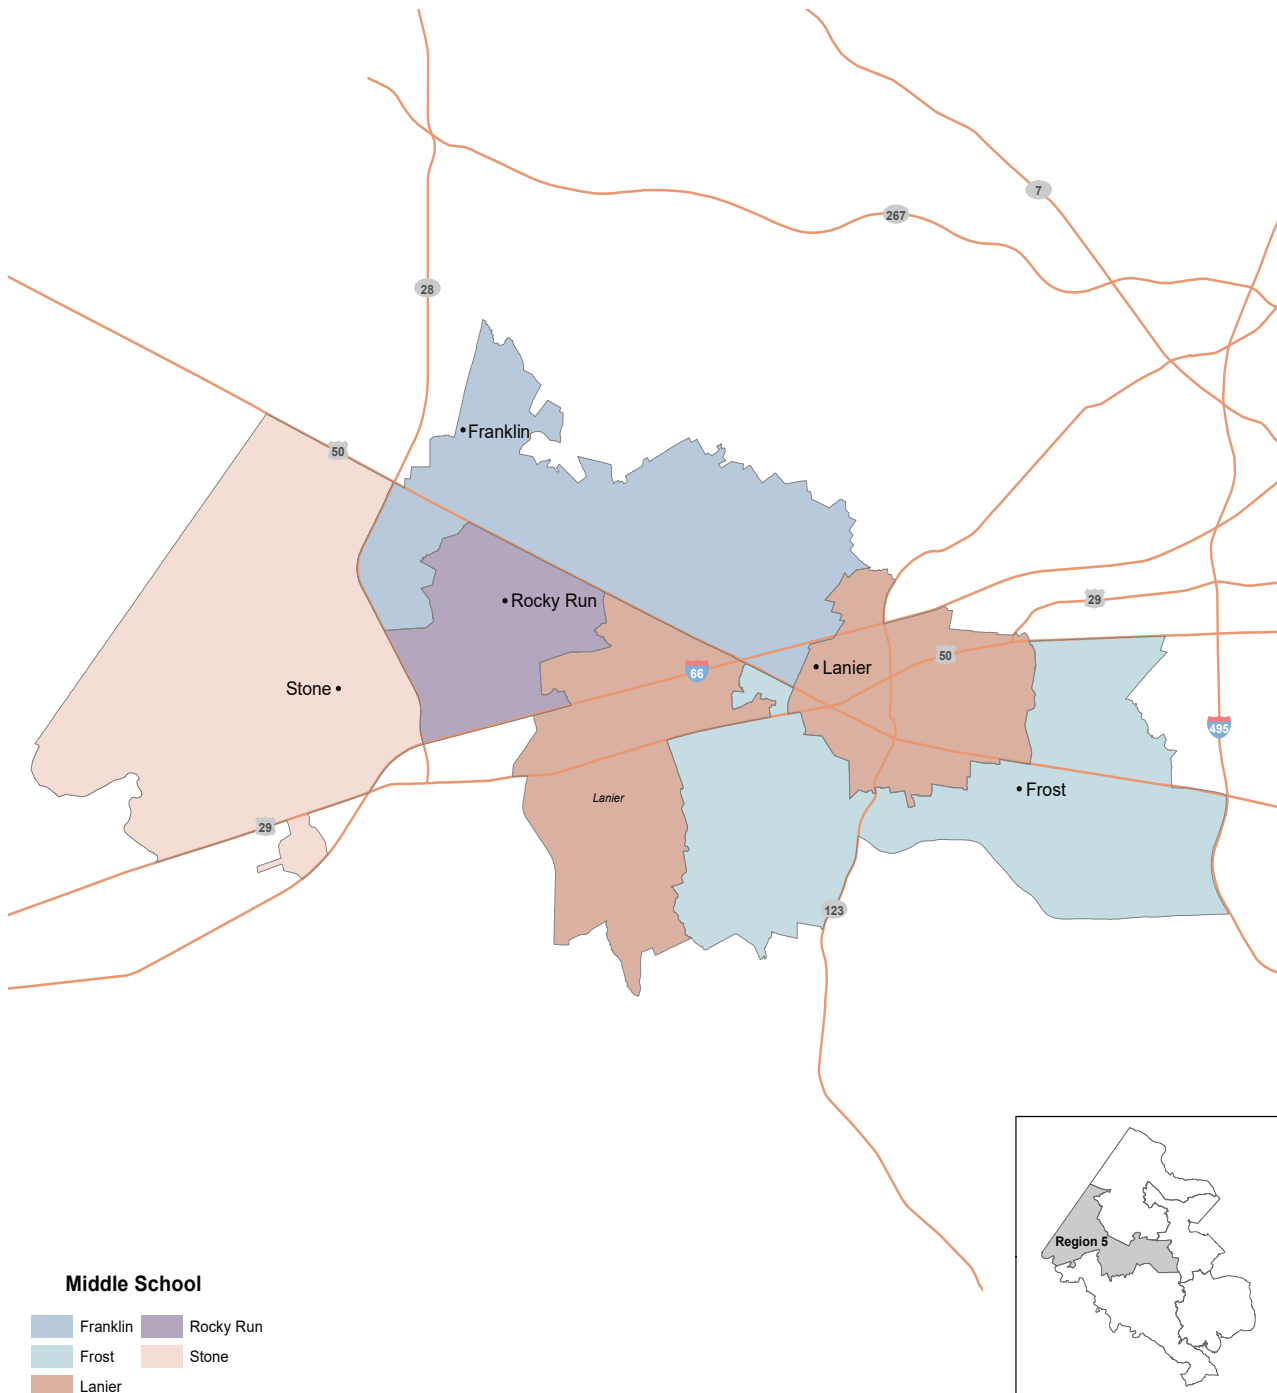 7
267
28
50
Franklin
29
Rocky Run
50
Lanier
66
Stone
495
Lanier
Frost
29
123
Region 5
Middle School
Franklin
Rocky Run
Frost
Stone
Lanier